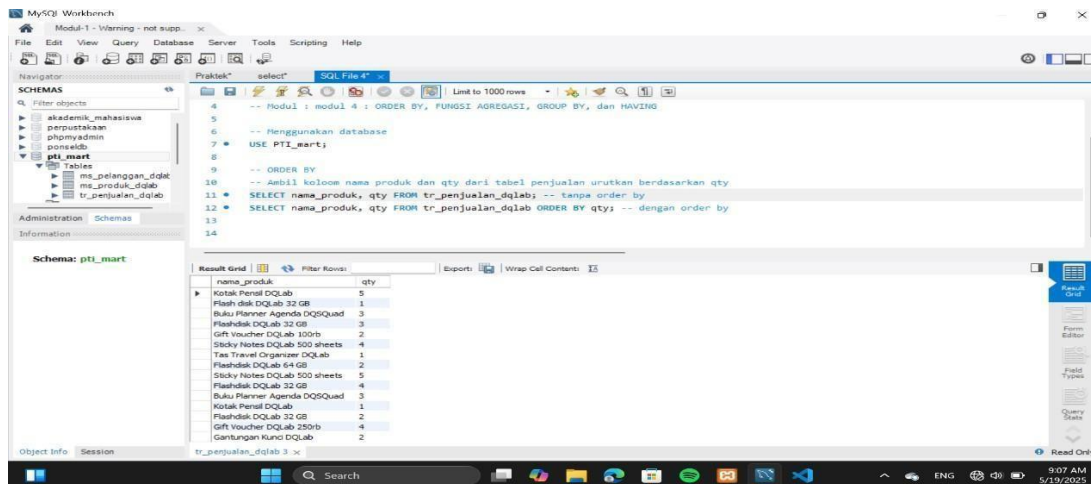 MySQL Workbench
Modul-1 - Warning - not supp...
File Edit View Query Database Server Tools Scripting Help
Navigator
Praktek* select* SQL File 4*
SCHEMAS
Filter objects
Limit to 1000 rows
akademik_mahasiswa
perpustakaan
phpmyadmin
ponseldb
pti_mart
Tables
ms_pelanggan_dqlab
ms_produk_dqlab
tr_penjualan_dqlab
Administration Schemas
Information
Schema: pti_mart
4 -- Modul : modul 4 : ORDER BY, FUNGSI AGREGASI, GROUP BY, dan HAVING
5
6 -- Menggunakan database
7 USE PTI_mart;
8
9 -- ORDER BY
10 -- Ambil koloom nama produk dan qty dari tabel penjualan urutkan berdasarkan qty
11 SELECT nama_produk, qty FROM tr_penjualan_dqlab; -- tanpa order by
12 SELECT nama_produk, qty FROM tr_penjualan_dqlab ORDER BY qty; -- dengan order by
13
14
Result Grid Filter Rows: Export: Wrap Cell Content:
nama_produk qty
Kotak Pensil DQLab 5
Flash disk DQLab 32 GB 1
Buku Planner Agenda DQSQuad 3
Flashdisk DQLab 32 GB 3
Gift Voucher DQLab 100rb 2
Sticky Notes DQLab 500 sheets 4
Tas Travel Organizer DQLab 1
Flashdisk DQLab 64 GB 2
Sticky Notes DQLab 500 sheets 5
Flashdisk DQLab 32 GB 4
Buku Planner Agenda DQSQuad 3
Kotak Pensil DQLab 1
Flashdisk DQLab 32 GB 2
Gift Voucher DQLab 250rb 4
Gantungan Kunci DQLab 2
Result Grid
Form Editor
Field Types
Query Stats
Object Info Session
tr_penjualan_dqlab 3
Read Only
Search
ENG
9:07 AM
5/19/2025